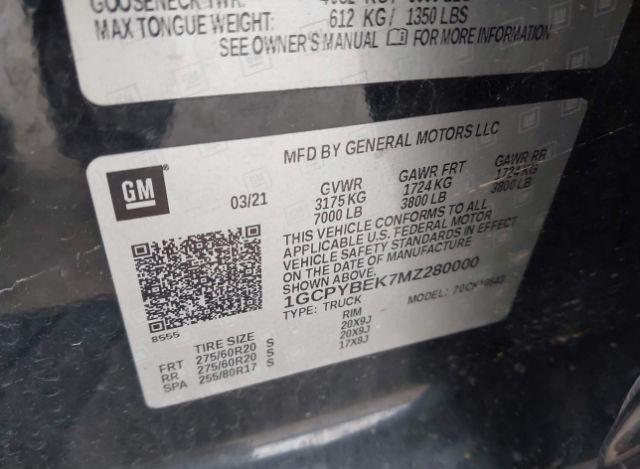 GOOSENECK TWR:
MAX TONGUE WEIGHT: 612 KG/ 1350 LBS
SEE OWNER'S MANUAL FOR MORE INFORMATION
MFD BY GENERAL MOTORS LLC
GM
03/21 GVWR GAWR FRT GAWR RR
3175 KG 1724 KG 1724 KG
7000 LB 3800 LB 3800 LB
THIS VEHICLE CONFORMS TO ALL
APPLICABLE U.S. FEDERAL MOTOR
VEHICLE SAFETY STANDARDS IN EFFECT
ON THE DATE OF MANUFACTURE
SHOWN ABOVE.
1GCPYBEK7MZ280000
TYPE: TRUCK MODEL:
8555
TIRE SIZE RIM
FRT 275/60R20 S 20X9J
RR 275/60R20 S 20X9J
SPA 255/80R17 S 17X8J